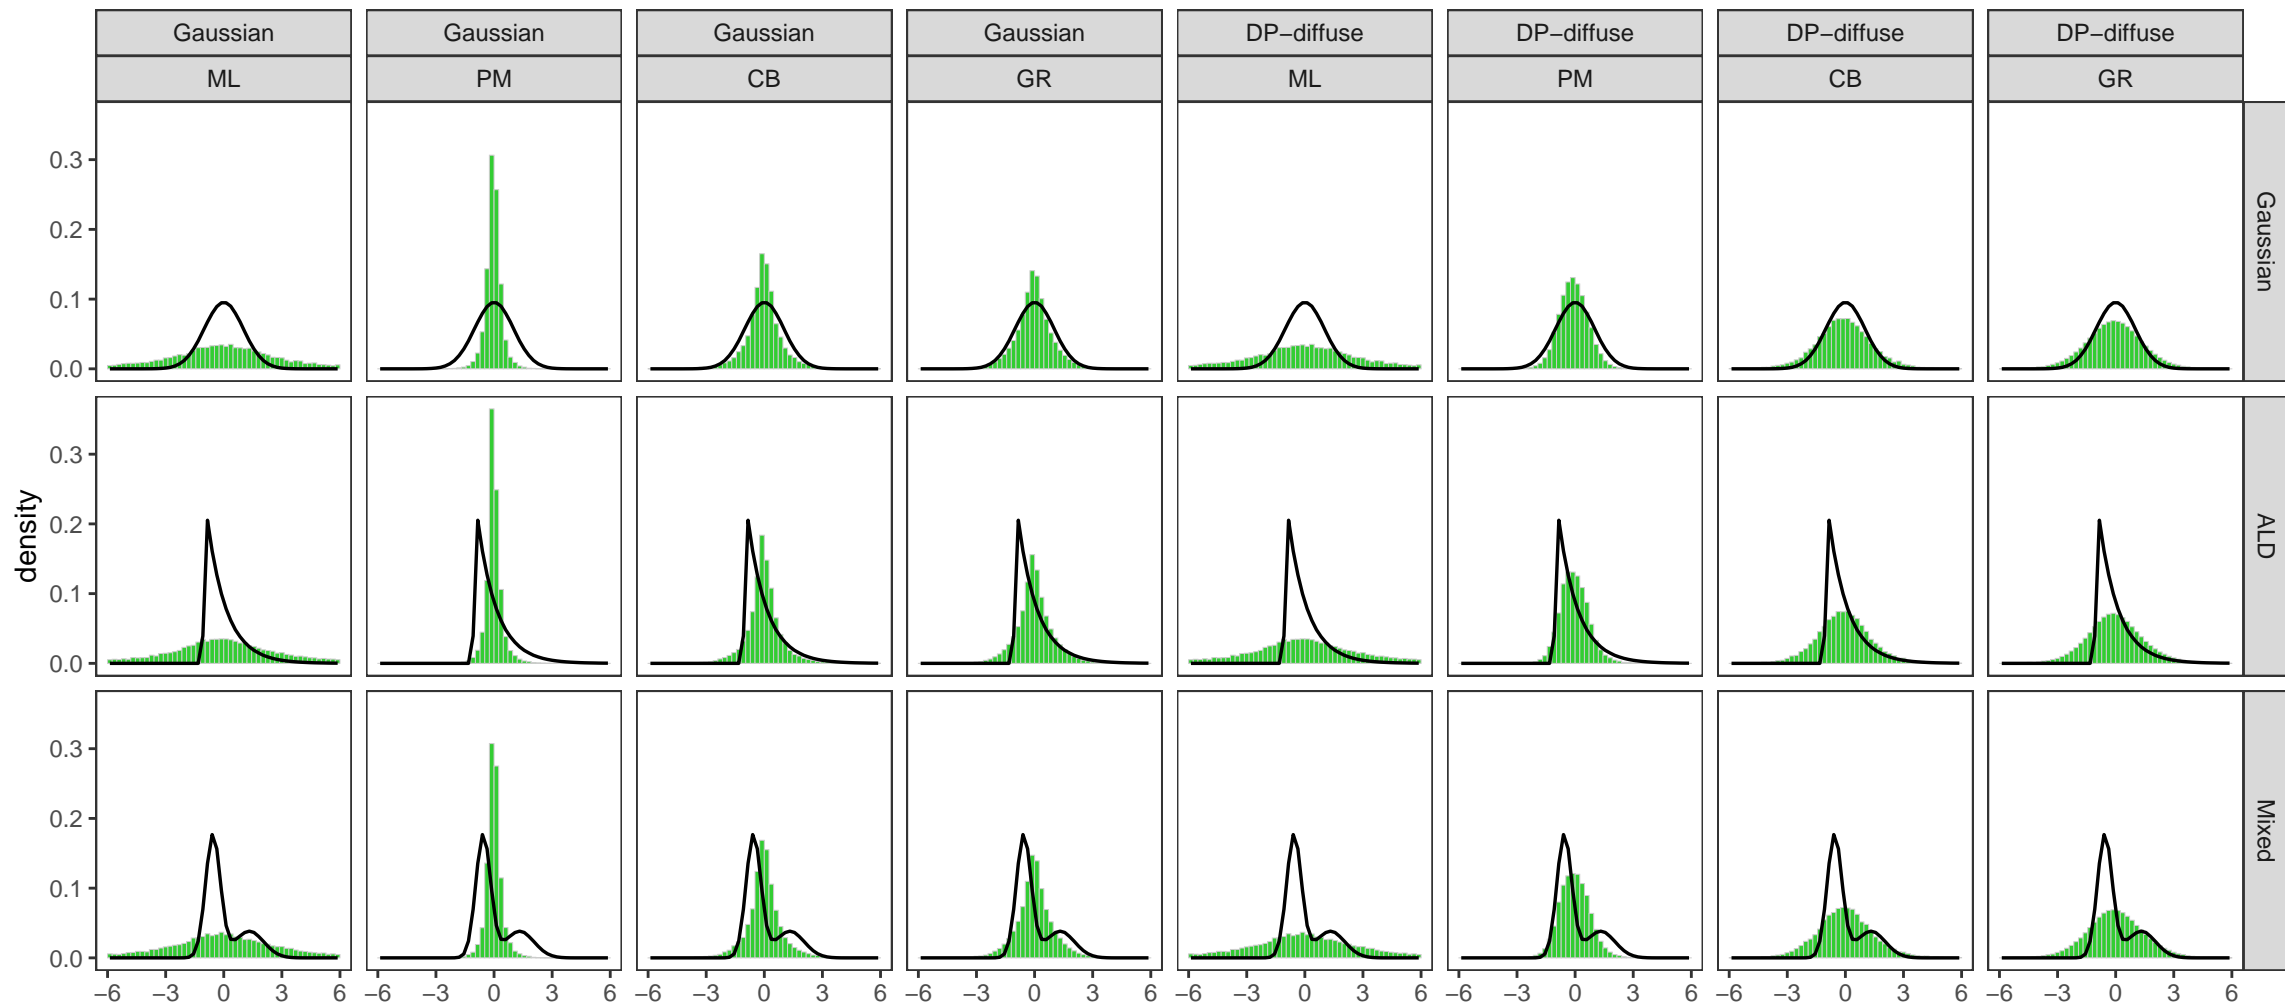 Gaussian Gaussian Gaussian Gaussian DP−diffuse DP−diffuse DP−diffuse DP−diffuse
ML PM CB GR ML PM CB GR
density
0.3
0.2
0.1
0.0
Gaussian
0.3
0.2
0.1
0.0
ALD
0.3
0.2
0.1
0.0
Mixed
−6 −3 0 3 6 −6 −3 0 3 6 −6 −3 0 3 6 −6 −3 0 3 6 −6 −3 0 3 6 −6 −3 0 3 6 −6 −3 0 3 6 −6 −3 0 3 6